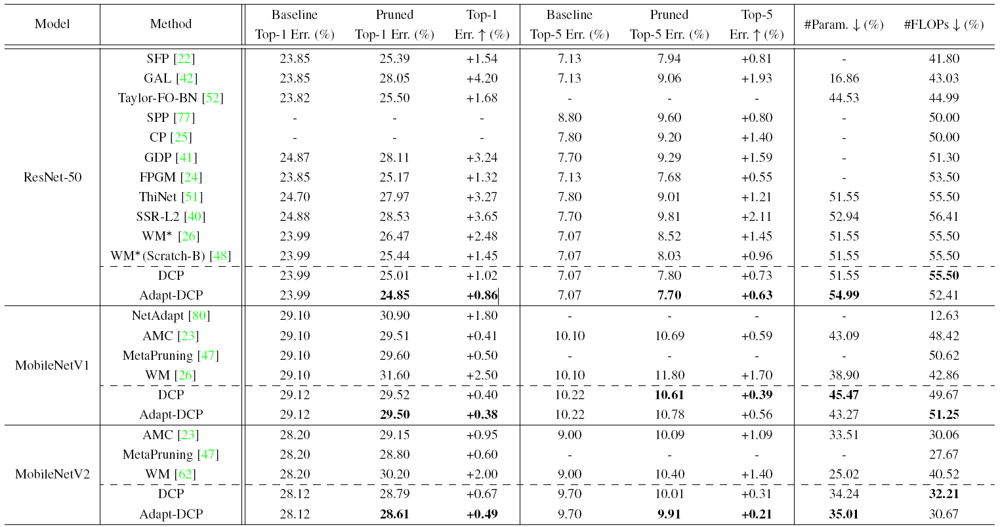 Model Method Baseline Top-1 Err. (%) Pruned Top-1 Err. (%) Top-1 Err. ↑ (%) Baseline Top-5 Err. (%) Pruned Top-5 Err. (%) Top-5 Err. ↑ (%) #Param. ↓ (%) #FLOPs ↓ (%)
SFP [22] 23.85 25.39 +1.54 7.13 7.94 +0.81 - 41.80
GAL [42] 23.85 28.05 +4.20 7.13 9.06 +1.93 16.86 43.03
Taylor-FO-BN [52] 23.82 25.50 +1.68 - - - 44.53 44.99
SPP [77] - - - 8.80 9.60 +0.80 - 50.00
CP [25] - - - 7.80 9.20 +1.40 - 50.00
GDP [41] 24.87 28.11 +3.24 7.70 9.29 +1.59 - 51.30
ResNet-50 FPGM [24] 23.85 25.17 +1.32 7.13 7.68 +0.55 - 53.50
ThiNet [51] 24.70 27.97 +3.27 7.80 9.01 +1.21 51.55 55.50
SSR-L2 [40] 24.88 28.53 +3.65 7.70 9.81 +2.11 52.94 56.41
WM* [26] 23.99 26.47 +2.48 7.07 8.52 +1.45 51.55 55.50
WM*(Scratch-B) [48] 23.99 25.44 +1.45 7.07 8.03 +0.96 51.55 55.50
DCP 23.99 25.01 +1.02 7.07 7.80 +0.73 51.55 55.50
Adapt-DCP 23.99 24.85 +0.86 7.07 7.70 +0.63 54.99 52.41
NetAdapt [80] 29.10 30.90 +1.80 - - - - 12.63
AMC [23] 29.10 29.51 +0.41 10.10 10.69 +0.59 43.09 48.42
MobileNetV1 MetaPruning [47] 29.10 29.60 +0.50 - - - - 50.62
WM [26] 29.10 31.60 +2.50 10.10 11.80 +1.70 38.90 42.86
DCP 29.12 29.52 +0.40 10.22 10.61 +0.39 45.47 49.67
Adapt-DCP 29.12 29.50 +0.38 10.22 10.78 +0.56 43.27 51.25
AMC [23] 28.20 29.15 +0.95 9.00 10.09 +1.09 33.51 30.06
MetaPruning [47] 28.20 28.80 +0.60 - - - - 27.67
MobileNetV2 WM [62] 28.20 30.20 +2.00 9.00 10.40 +1.40 25.02 40.52
DCP 28.12 28.79 +0.67 9.70 10.01 +0.31 34.24 32.21
Adapt-DCP 28.12 28.61 +0.49 9.70 9.91 +0.21 35.01 30.67